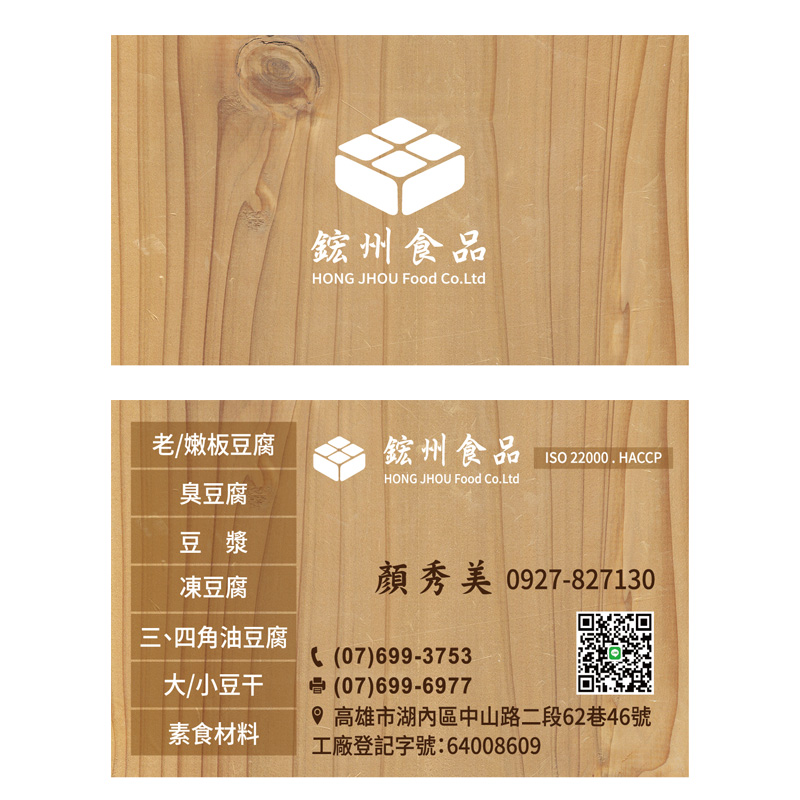 鋐州食品
HONG JHOU Food Co.Ltd
老/嫩板豆腐
臭豆腐
豆 漿
凍豆腐
三、四角油豆腐
大/小豆干
素食材料
鋐州食品
HONG JHOU Food Co.Ltd
ISO 22000 . HACCP
顏秀美 0927-827130
(07)699-3753
(07)699-6977
高雄市湖內區中山路二段62巷46號
工廠登記字號：64008609